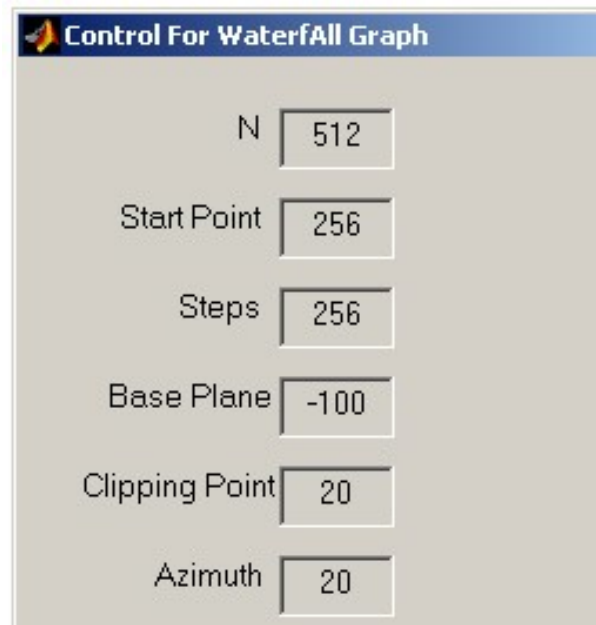 Control For WaterfAll Graph
N 512
Start Point 256
Steps 256
Base Plane -100
Clipping Point 20
Azimuth 20